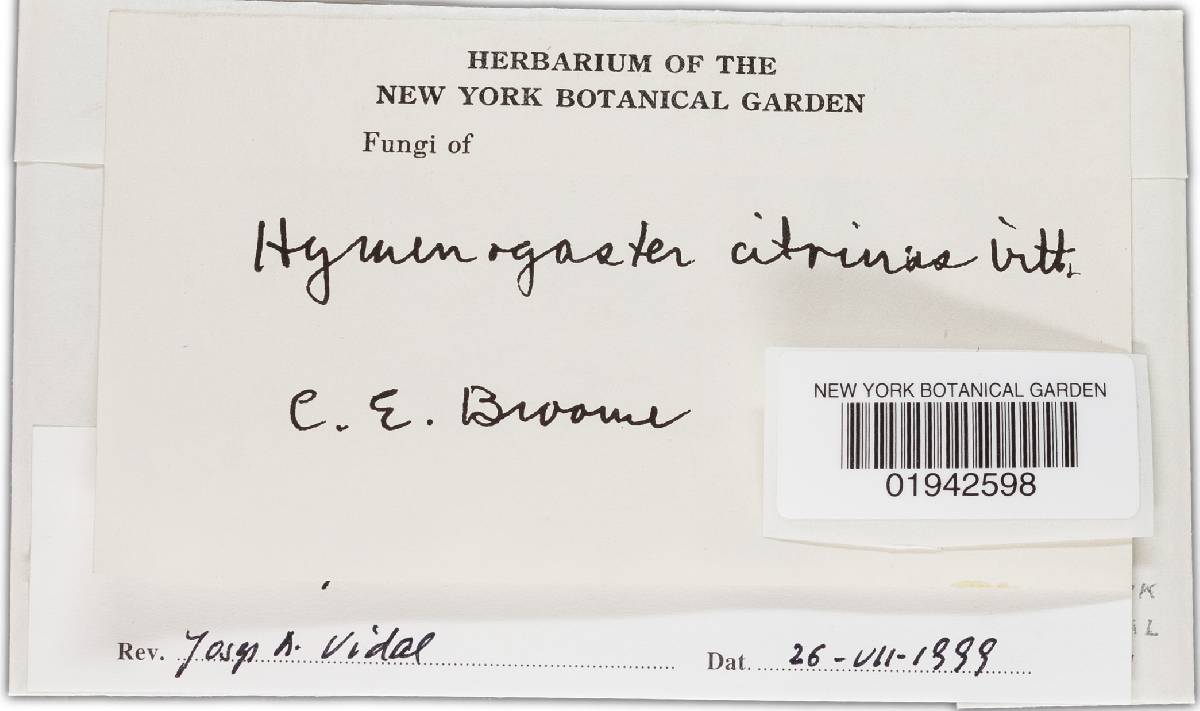 HERBARIUM OF THE
NEW YORK BOTANICAL GARDEN
Fungi of
Hymenogaster citrinus Vitt.
C. E. Broome
NEW YORK BOTANICAL GARDEN
01942598
Rev. Josep M. Vidal
Dat. 26-VII-1999